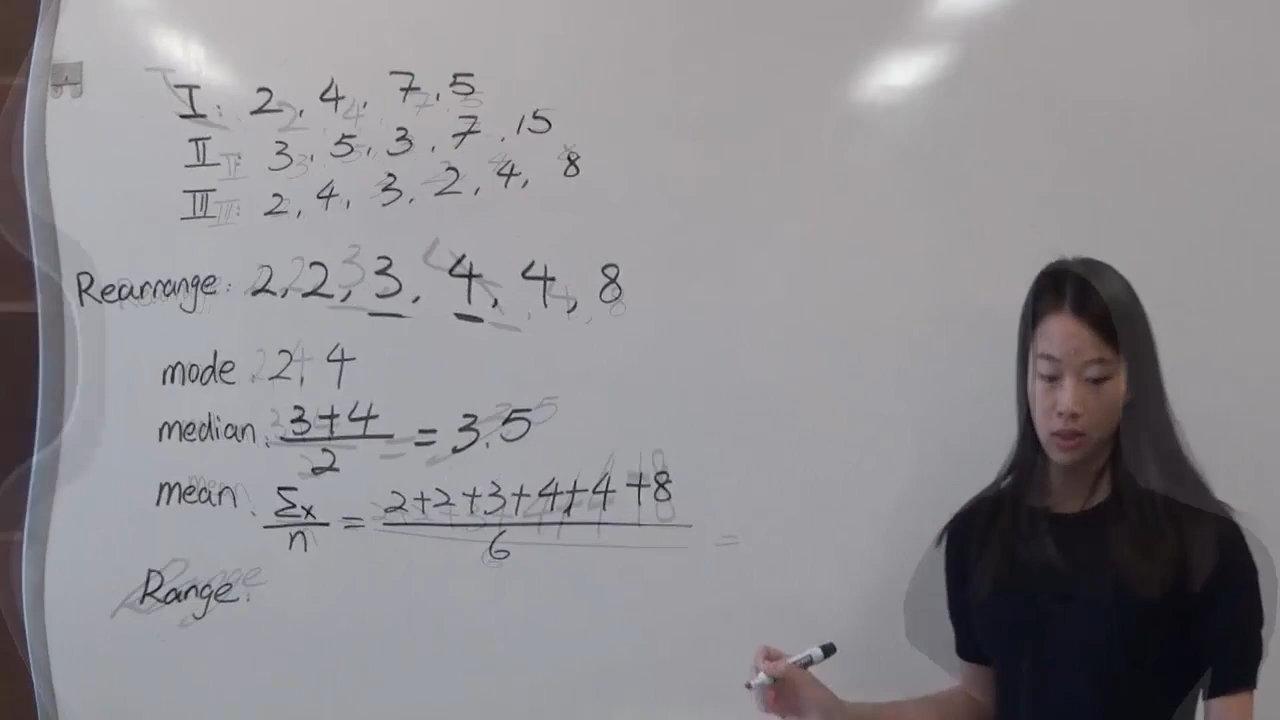 I: 2, 4, 7, 5
II 3, 5, 3, 7, 15
III 2, 4, 3, 2, 4, 8
Rearrange: 2, 2, 3, 4, 4, 8
mode: 2, 4
median: 3+4/2 = 3.5
mean: Σx/n = 2+2+3+4+4+8/6 =
Range: